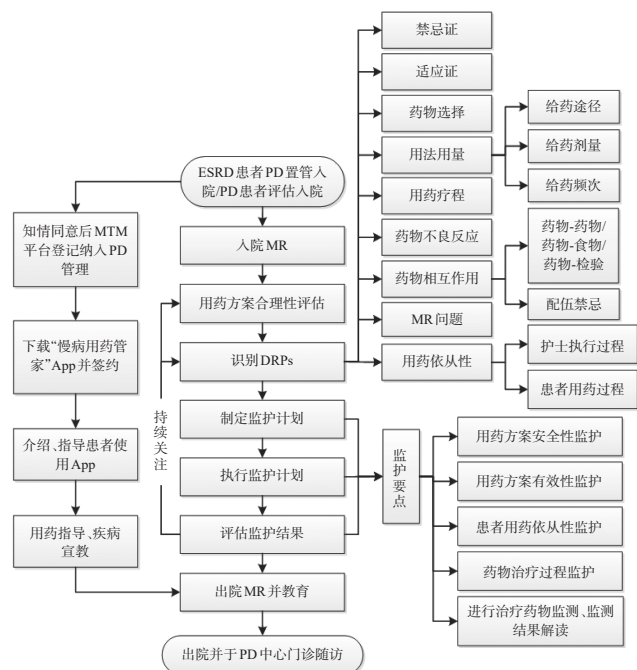 禁忌证
适应证
药物选择
用法用量
给药途径
给药剂量
给药频次
用药疗程
药物不良反应
药物相互作用
药物-药物/
药物-食物/
药物-检验
配伍禁忌
MR问题
用药依从性
护士执行过程
患者用药过程
ESRD患者PD置管入
院/PD患者评估入院
知情同意后MTM
平台登记纳入PD
管理
入院MR
用药方案合理性评估
下载“慢病用药管
家”App并签约
识别DRPs
持续关注
制定监护计划
介绍、指导患者使
用App
执行监护计划
监护要点
用药指导、疾病
宣教
评估监护结果
用药方案安全性监护
用药方案有效性监护
患者用药依从性监护
药物治疗过程监护
进行治疗药物监测、监测
结果解读
出院MR并教育
出院并于PD中心门诊随访